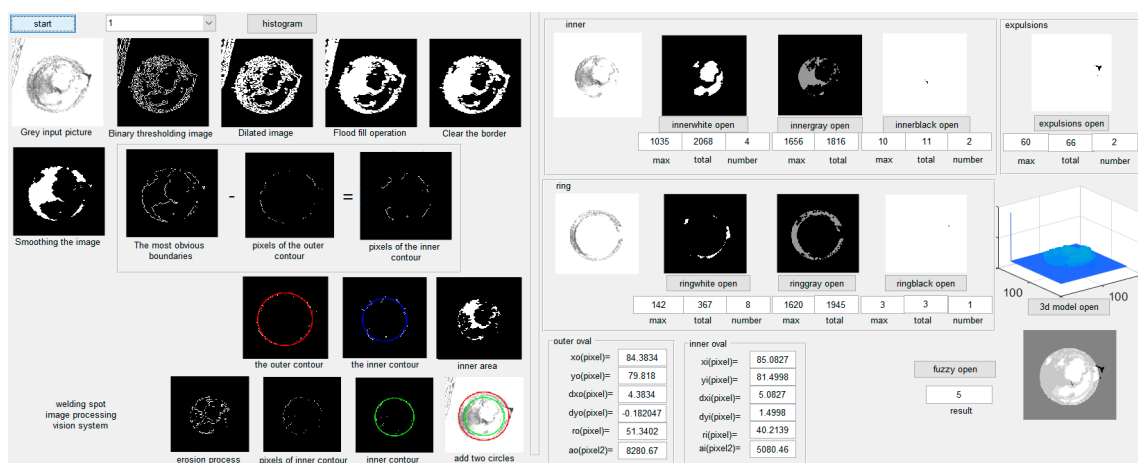 start
1
histogram
Grey input picture
Binary thresholding image
Dilated image
Flood fill operation
Clear the border
Smoothing the image
-
=
The most obvious
boundaries
pixels of the outer
contour
pixels of the inner
contour
the outer contour
the inner contour
inner area
welding spot
image processing
vision system
erosion process
pixels of inner contour
inner contour
add two circles
inner
innerwhite open
innergray open
innerblack open
1035 2068 4 1656 1816 10 11 2
max total number max total max total number
expulsions
expulsions open
60 66 2
max total number
ring
ringwhite open
ringgray open
ringblack open
142 367 8 1620 1945 3 3 1
max total number max total max total number
100
100
3d model open
outer oval
xo(pixel)= 84.3834
yo(pixel)= 79.818
dxo(pixel)= 4.3834
dyo(pixel)= -0.182047
ro(pixel)= 51.3402
ao(pixel2)= 8280.67
inner oval
xi(pixel)= 85.0827
yi(pixel)= 81.4998
dxi(pixel)= 5.0827
dyi(pixel)= 1.4998
ri(pixel)= 40.2139
ai(pixel2)= 5080.46
fuzzy open
5
result